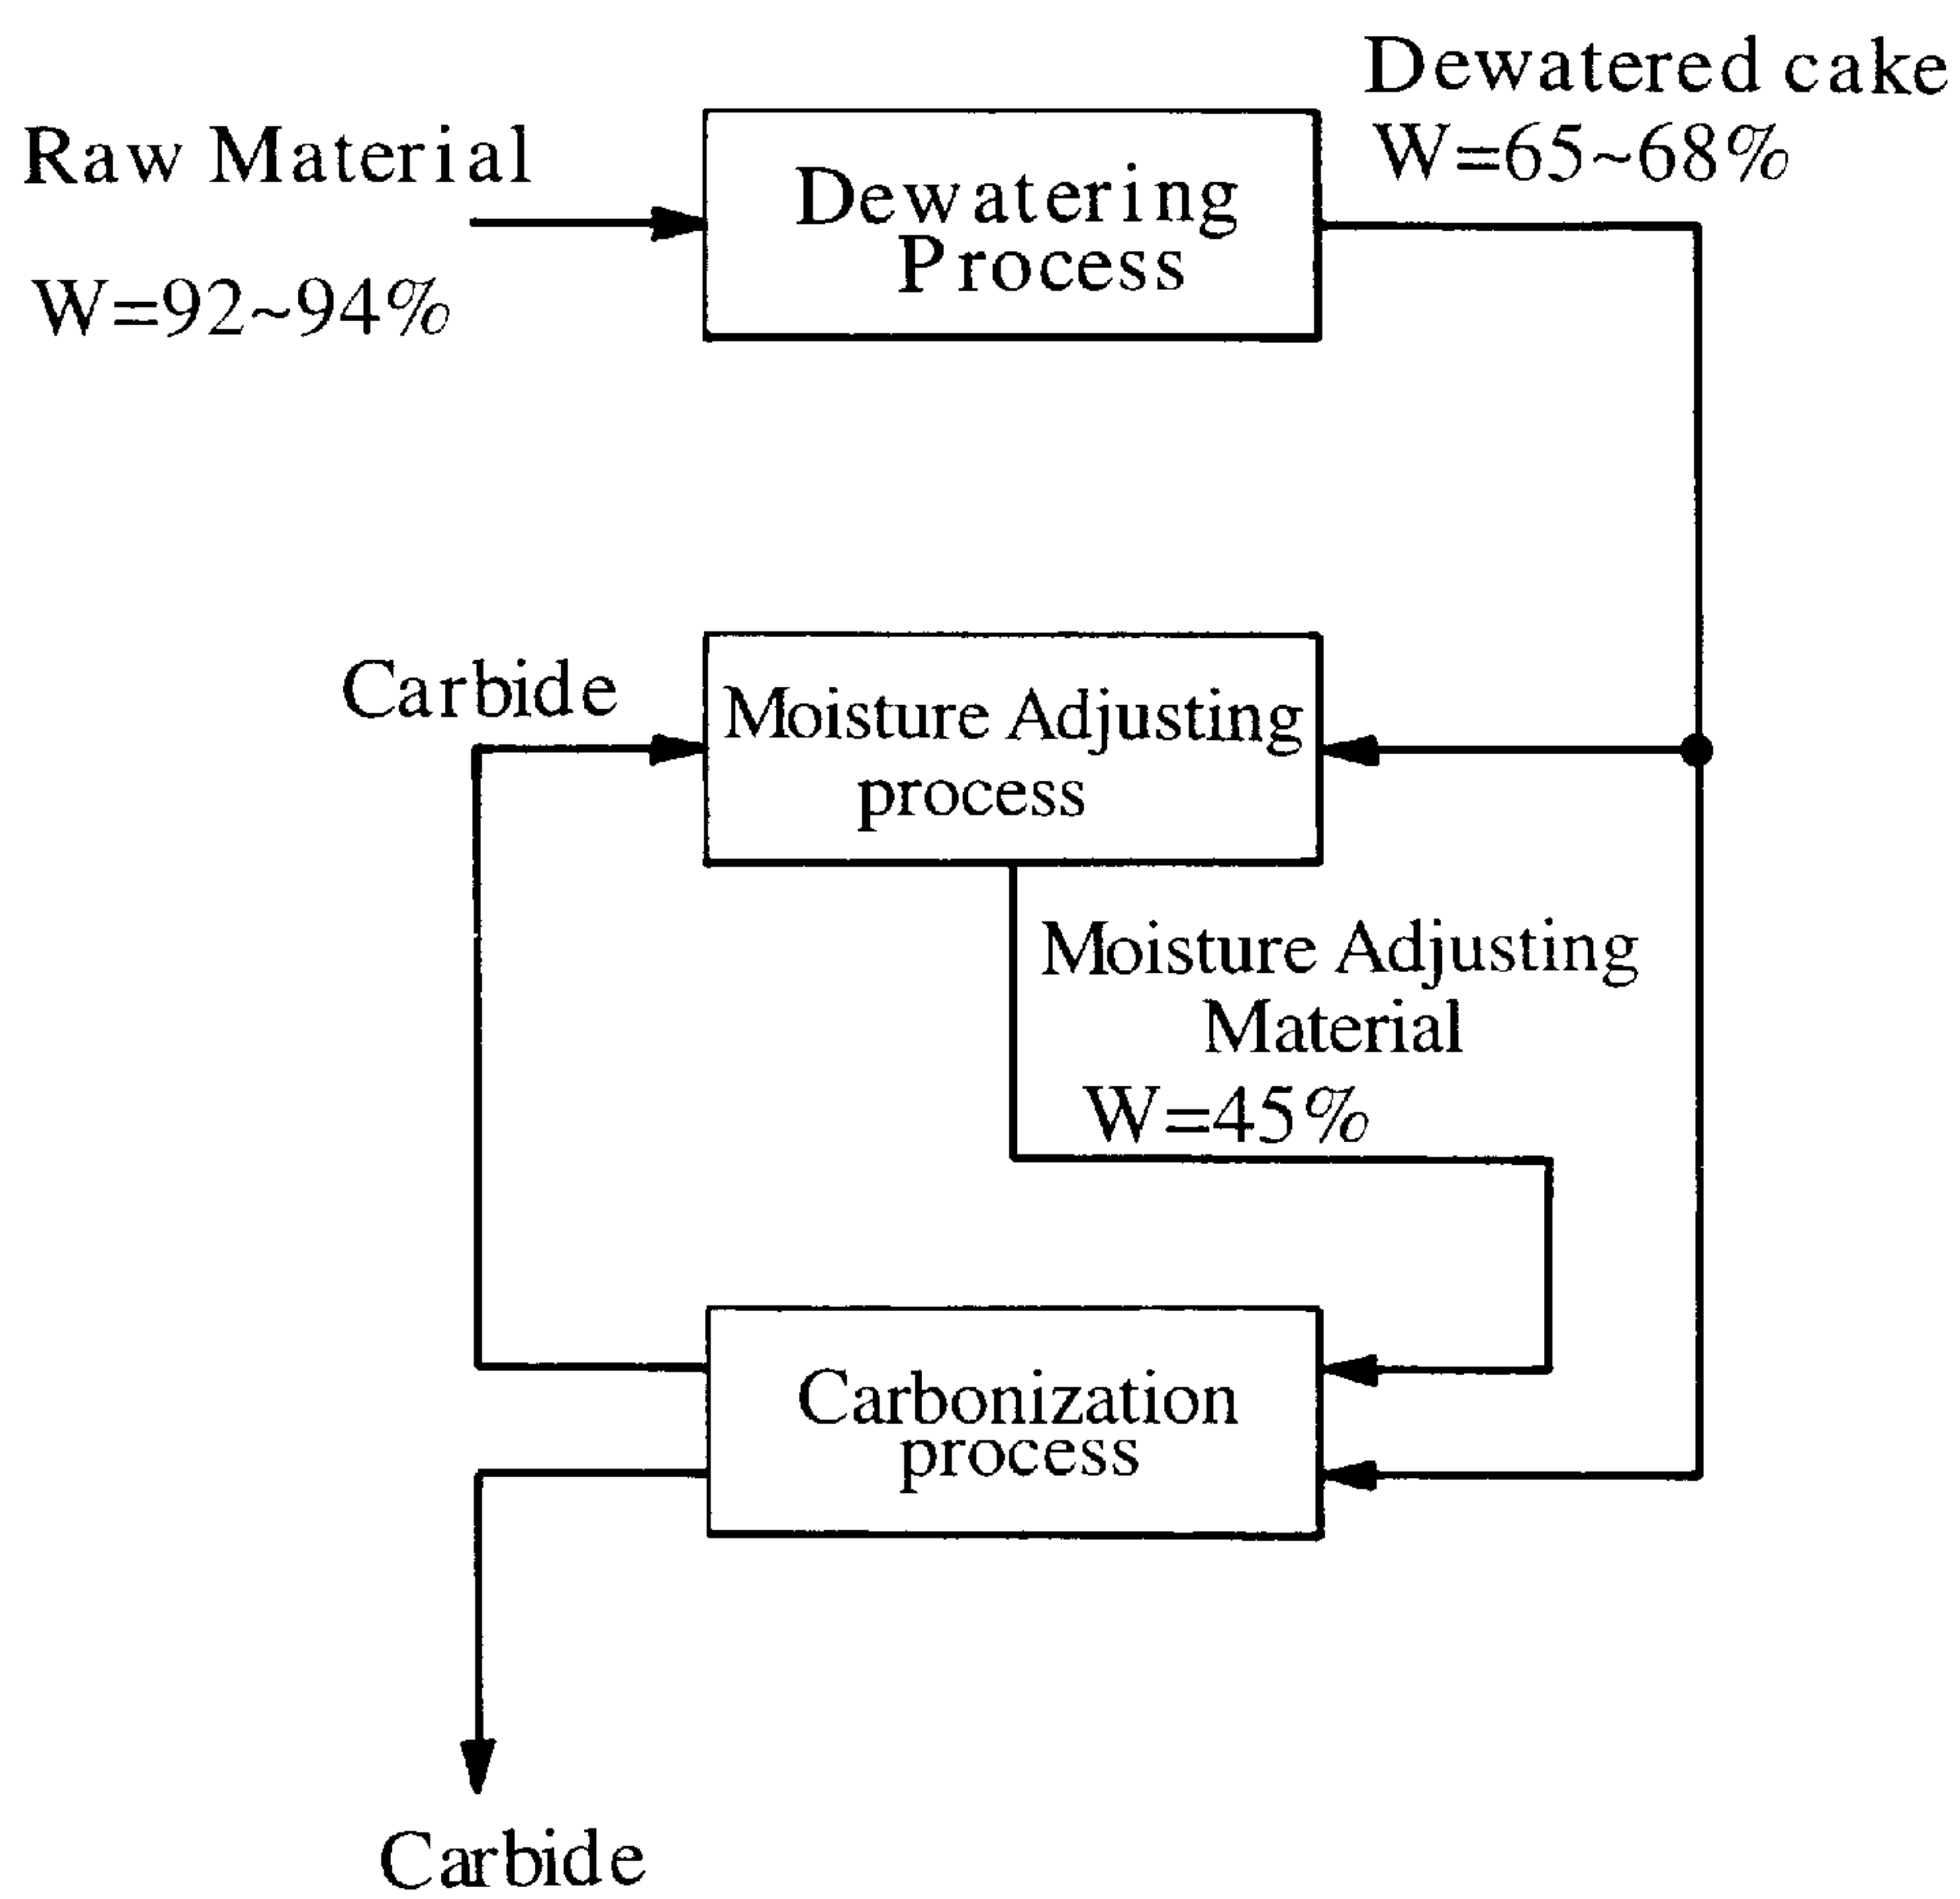 Raw Material
W=92~94%
Dewatering
Process
Dewatered cake
W=65~68%
Carbide
Moisture Adjusting
process
Moisture Adjusting
Material
W=45%
Carbonization
process
Carbide